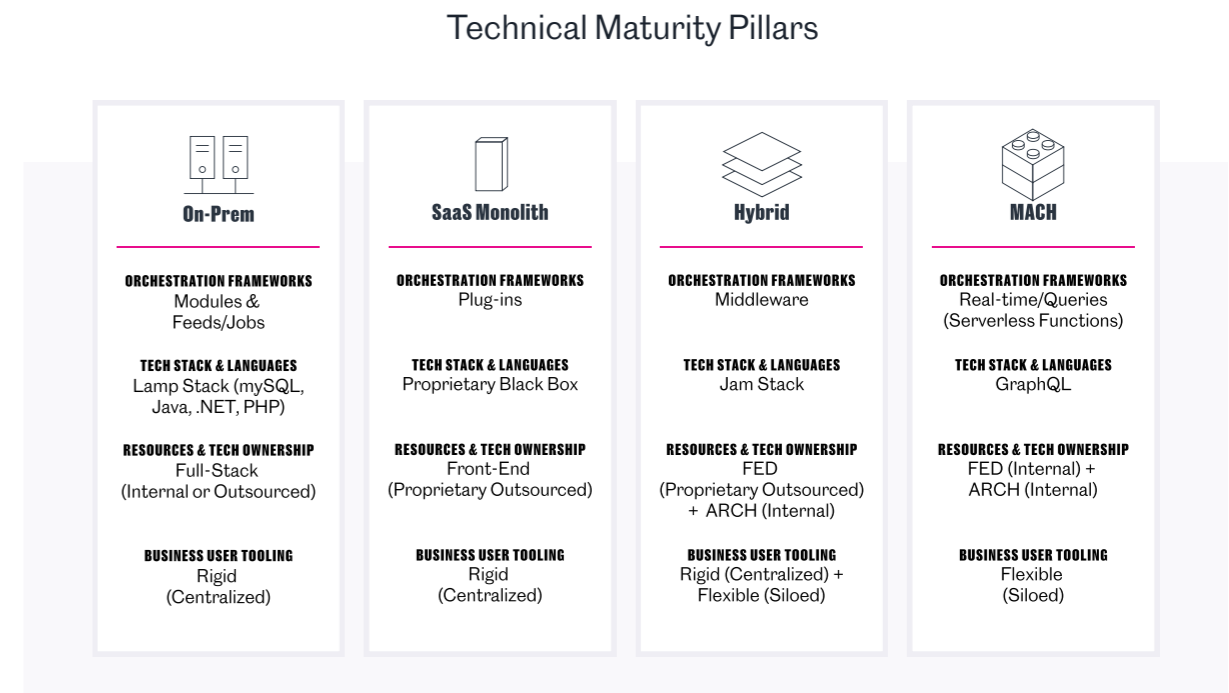 Technical Maturity Pillars
On-Prem
ORCHESTRATION FRAMEWORKS
Modules &
Feeds/Jobs
TECH STACK & LANGUAGES
Lamp Stack (mySQL,
Java, .NET, PHP)
RESOURCES & TECH OWNERSHIP
Full-Stack
(Internal or Outsourced)
BUSINESS USER TOOLING
Rigid
(Centralized)
SaaS Monolith
ORCHESTRATION FRAMEWORKS
Plug-ins
TECH STACK & LANGUAGES
Proprietary Black Box
RESOURCES & TECH OWNERSHIP
Front-End
(Proprietary Outsourced)
BUSINESS USER TOOLING
Rigid
(Centralized)
Hybrid
ORCHESTRATION FRAMEWORKS
Middleware
TECH STACK & LANGUAGES
Jam Stack
RESOURCES & TECH OWNERSHIP
FED
(Proprietary Outsourced)
+ ARCH (Internal)
BUSINESS USER TOOLING
Rigid (Centralized) +
Flexible (Siloed)
MACH
ORCHESTRATION FRAMEWORKS
Real-time/Queries
(Serverless Functions)
TECH STACK & LANGUAGES
GraphQL
RESOURCES & TECH OWNERSHIP
FED (Internal) +
ARCH (Internal)
BUSINESS USER TOOLING
Flexible
(Siloed)